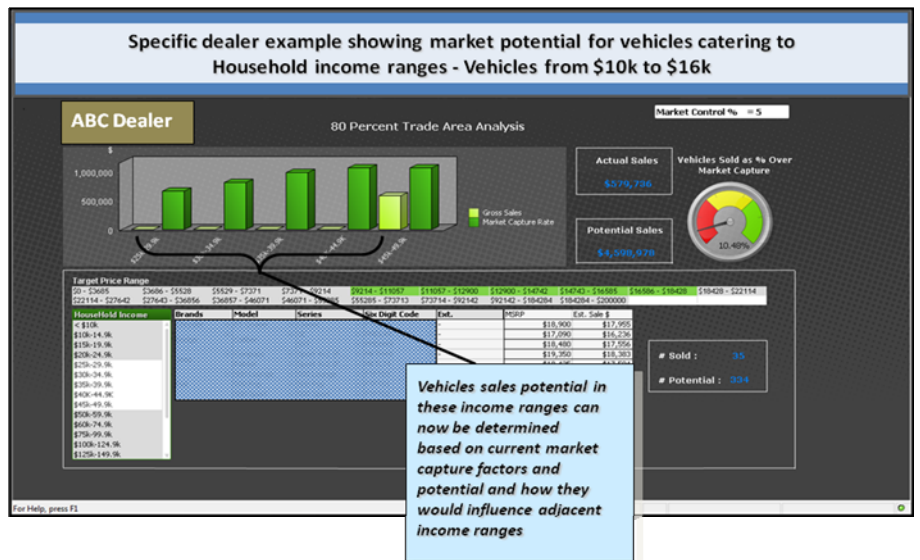 Specific dealer example showing market potential for vehicles catering to
Household income ranges - Vehicles from $10k to $16k
ABC Dealer
80 Percent Trade Area Analysis
Market Control % = 5
$
1,000,000
500,000
0
$45k-49.9k
Gross Sales
Market Capture Rate
Actual Sales
$579,736
Potential Sales
$4,598,979
Vehicles Sold as % Over
Market Capture
10.48%
Target Price Range
$0 - $3685 $3686 - $5528 $5529 - $7371 $9214 - $11057 $11057 - $12900 $12900 - $14742 $14743 - $16585 $16586 - $18428 $18428 - $22114
$22114 - $27642 $27643 - $36856 $36857 - $46071 $55285 - $73713 $73714 - $92142 $92142 - $184284 $184284 - $200000
HouseHold Income Brands Model Series Six Digit Code Ext. MSRP Est. Sale $
< $10k
$10k-14.9k
$15k-19.9k
$20k-24.9k
$25k-29.9k
$30k-34.9k
$35k-39.9k
$40K-44.9K
$45k-49.9k
$50k-59.9k
$60k-74.9k
$75k-99.9k
$100k-124.9k
$125k-149.9k
$18,900 $17,955
$17,090 $16,236
$18,480 $17,556
$19,350 $18,383
# Sold : 35
# Potential : 334
Vehicles sales potential in
these income ranges can
now be determined
based on current market
capture factors and
potential and how they
would influence adjacent
income ranges
For Help, press F1